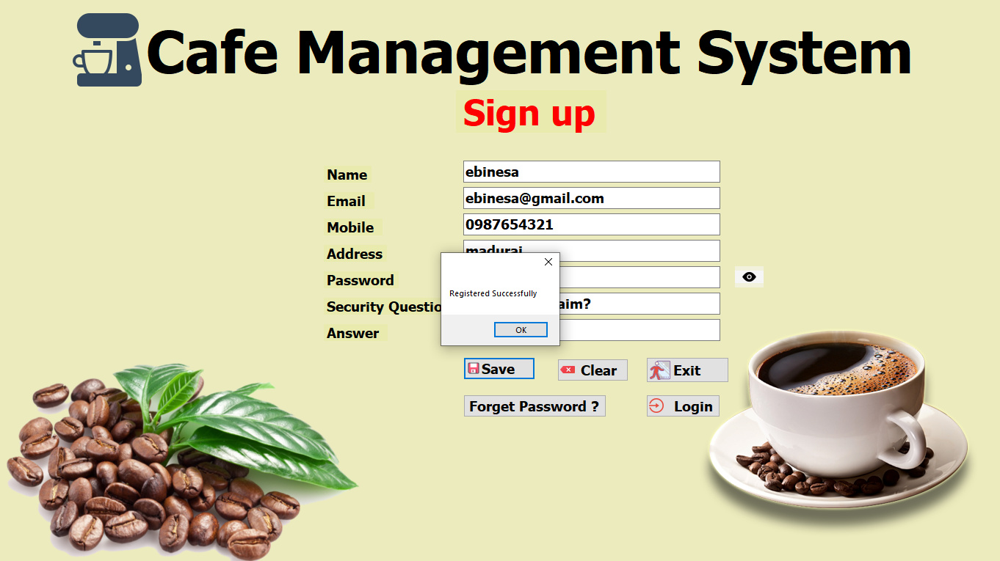 Cafe Management System
Sign up
Name ebinesa
Email ebinesa@gmail.com
Mobile 0987654321
Address madurai
Password
Security Questio aim?
Answer
Registered Successfully
OK
Save Clear Exit
Forget Password ? Login